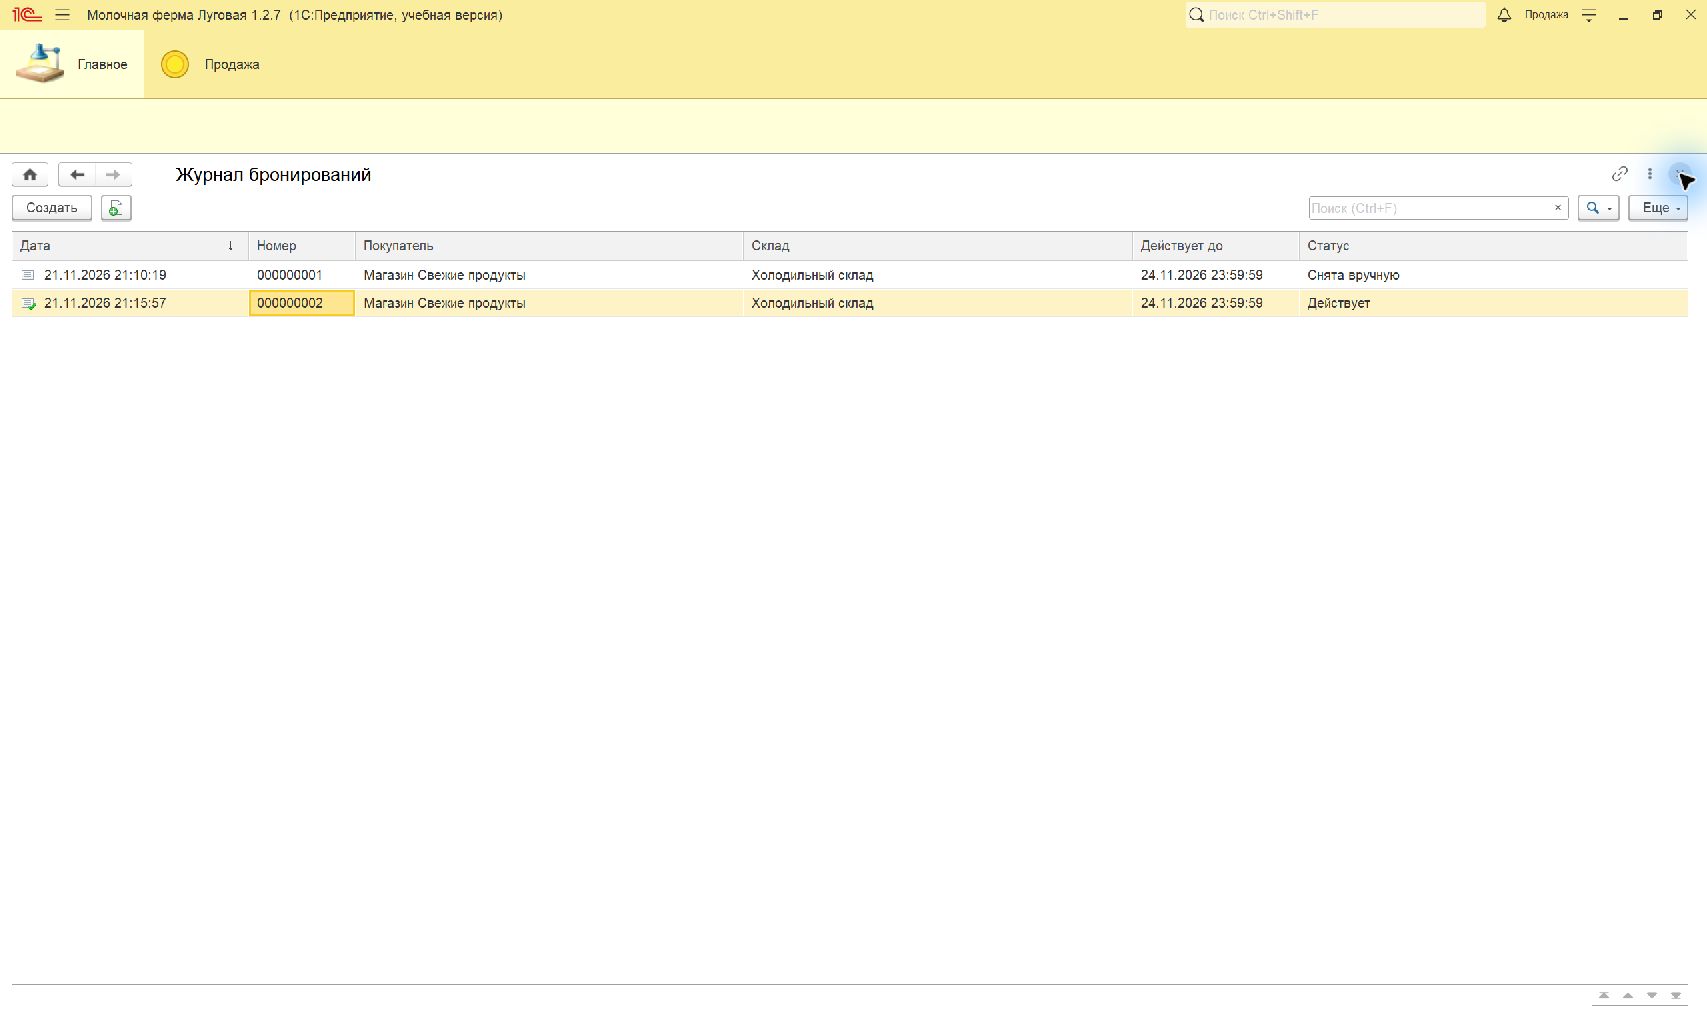 1С Молочная ферма Луговая 1.2.7 (1С:Предприятие, учебная версия) Поиск Ctrl+Shift+F Продажа
Главное Продажа
Журнал бронирований
Создать Поиск (Ctrl+F) × Еще
Дата ↓ Номер Покупатель Склад Действует до Статус
21.11.2026 21:10:19 000000001 Магазин Свежие продукты Холодильный склад 24.11.2026 23:59:59 Снята вручную
21.11.2026 21:15:57 000000002 Магазин Свежие продукты Холодильный склад 24.11.2026 23:59:59 Действует